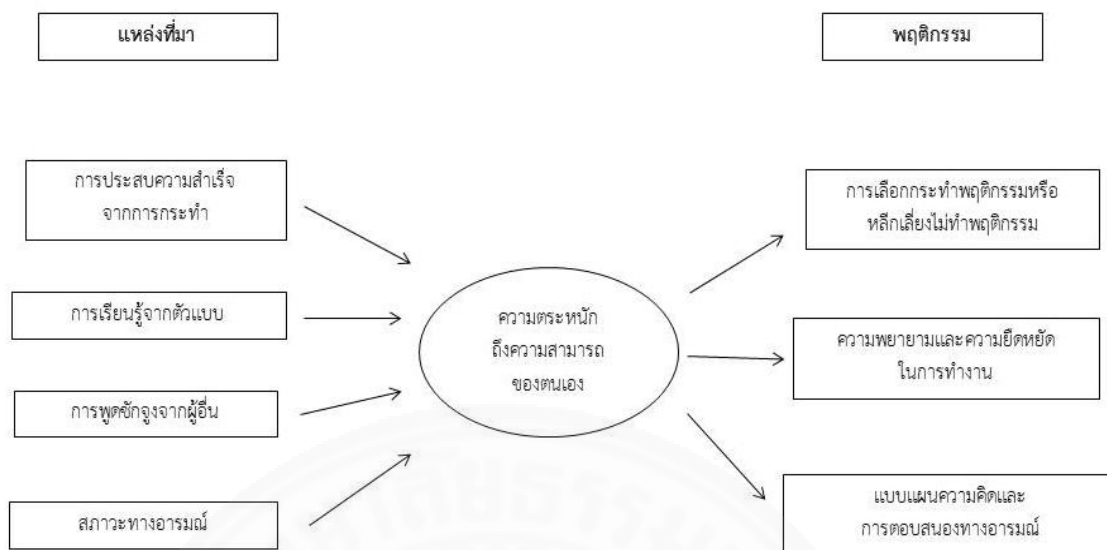 แหล่งที่มา
พฤติกรรม
การประสบความสำเร็จ
จากการกระทำ
การเรียนรู้จากตัวแบบ
การพูดชักจูงจากผู้อื่น
สภาวะทางอารมณ์
ความตระหนัก
ถึงความสามารถ
ของตนเอง
การเลือกกระทำพฤติกรรมหรือ
หลีกเลี่ยงไม่ทำพฤติกรรม
ความพยายามและความยืดหยัด
ในการทำงาน
แบบแผนความคิดและ
การตอบสนองทางอารมณ์